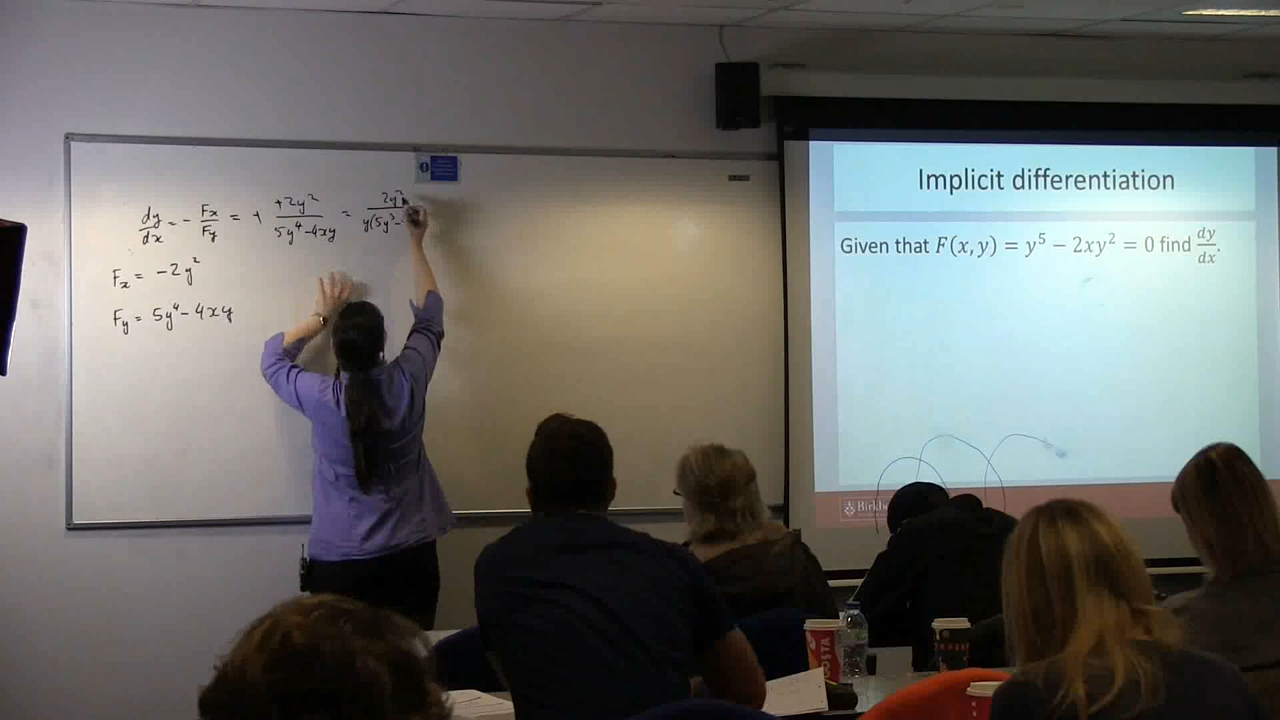 dy/dx = - Fx/Fy = + +2y²/5y⁴-4xy = 2y²/y(5y³-
Fx = -2y²
Fy = 5y⁴-4xy
Implicit differentiation
Given that F(x, y) = y⁵ − 2xy² = 0 find dy/dx.
COSTA